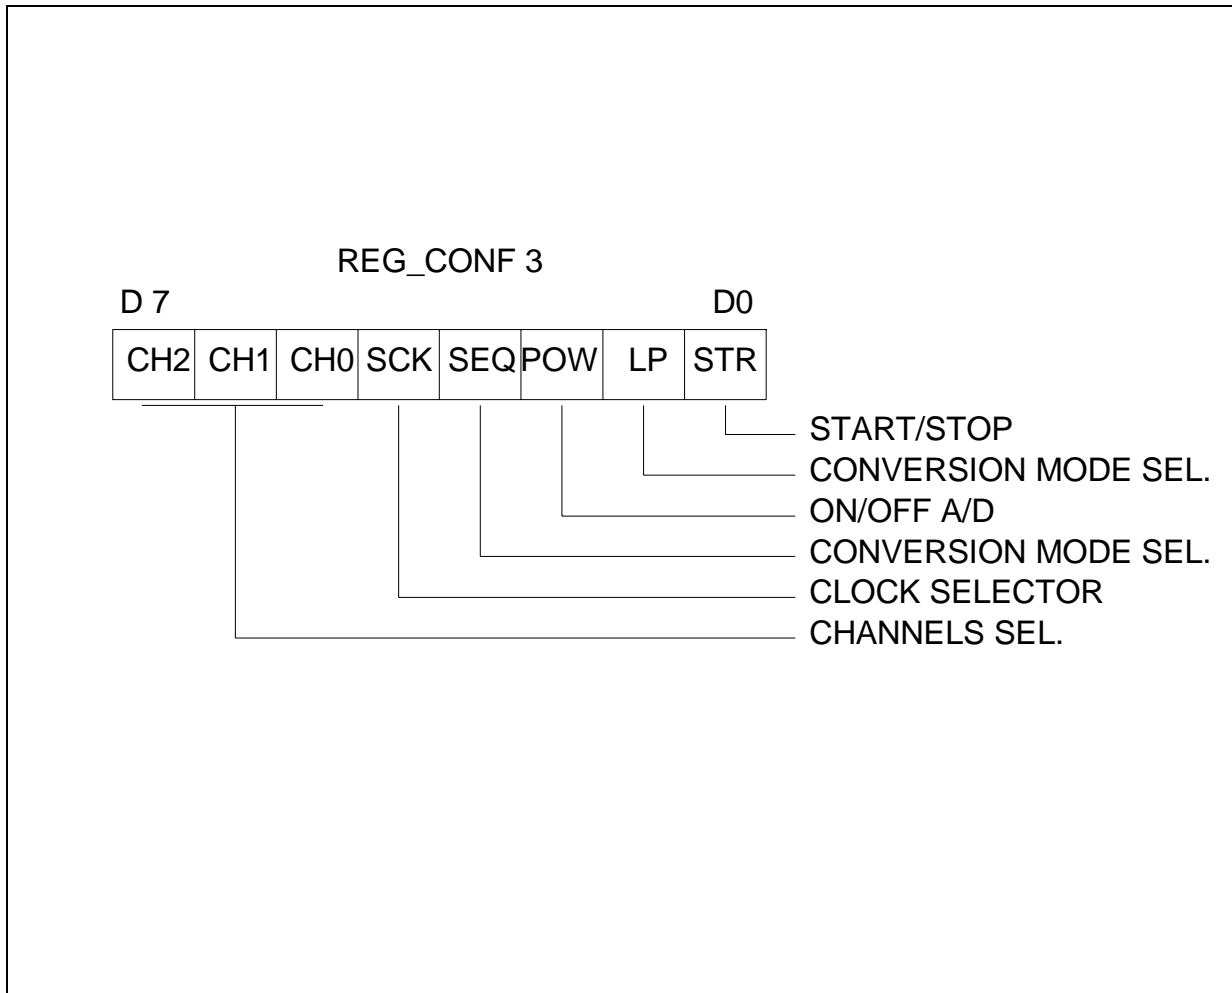 REG_CONF 3
D 7 D0
CH2 CH1 CH0 SCK SEQ POW LP STR
START/STOP
CONVERSION MODE SEL.
ON/OFF A/D
CONVERSION MODE SEL.
CLOCK SELECTOR
CHANNELS SEL.